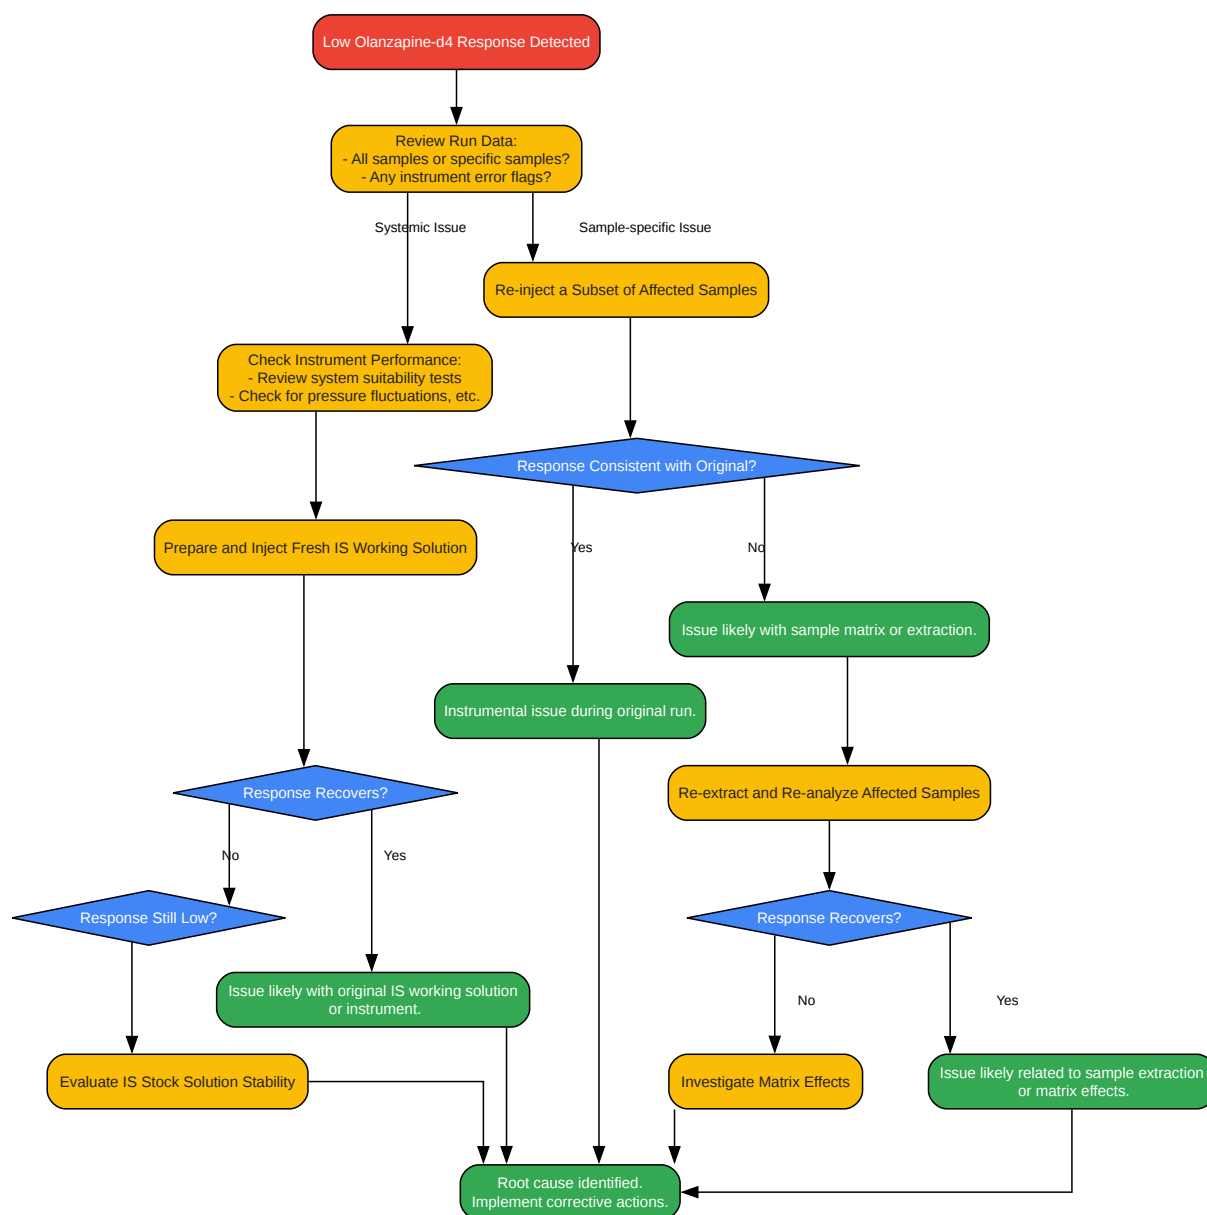 Low Olanzapine-d4 Response Detected
Review Run Data:
- All samples or specific samples?
- Any instrument error flags?
Systemic Issue
Sample-specific Issue
Re-inject a Subset of Affected Samples
Check Instrument Performance:
- Review system suitability tests
- Check for pressure fluctuations, etc.
Response Consistent with Original?
Prepare and Inject Fresh IS Working Solution
Yes
No
Issue likely with sample matrix or extraction.
Instrumental issue during original run.
Response Recovers?
Re-extract and Re-analyze Affected Samples
No
Yes
Response Still Low?
Response Recovers?
Issue likely with original IS working solution
or instrument.
No
Yes
Evaluate IS Stock Solution Stability
Investigate Matrix Effects
Issue likely related to sample extraction
or matrix effects.
Root cause identified.
Implement corrective actions.